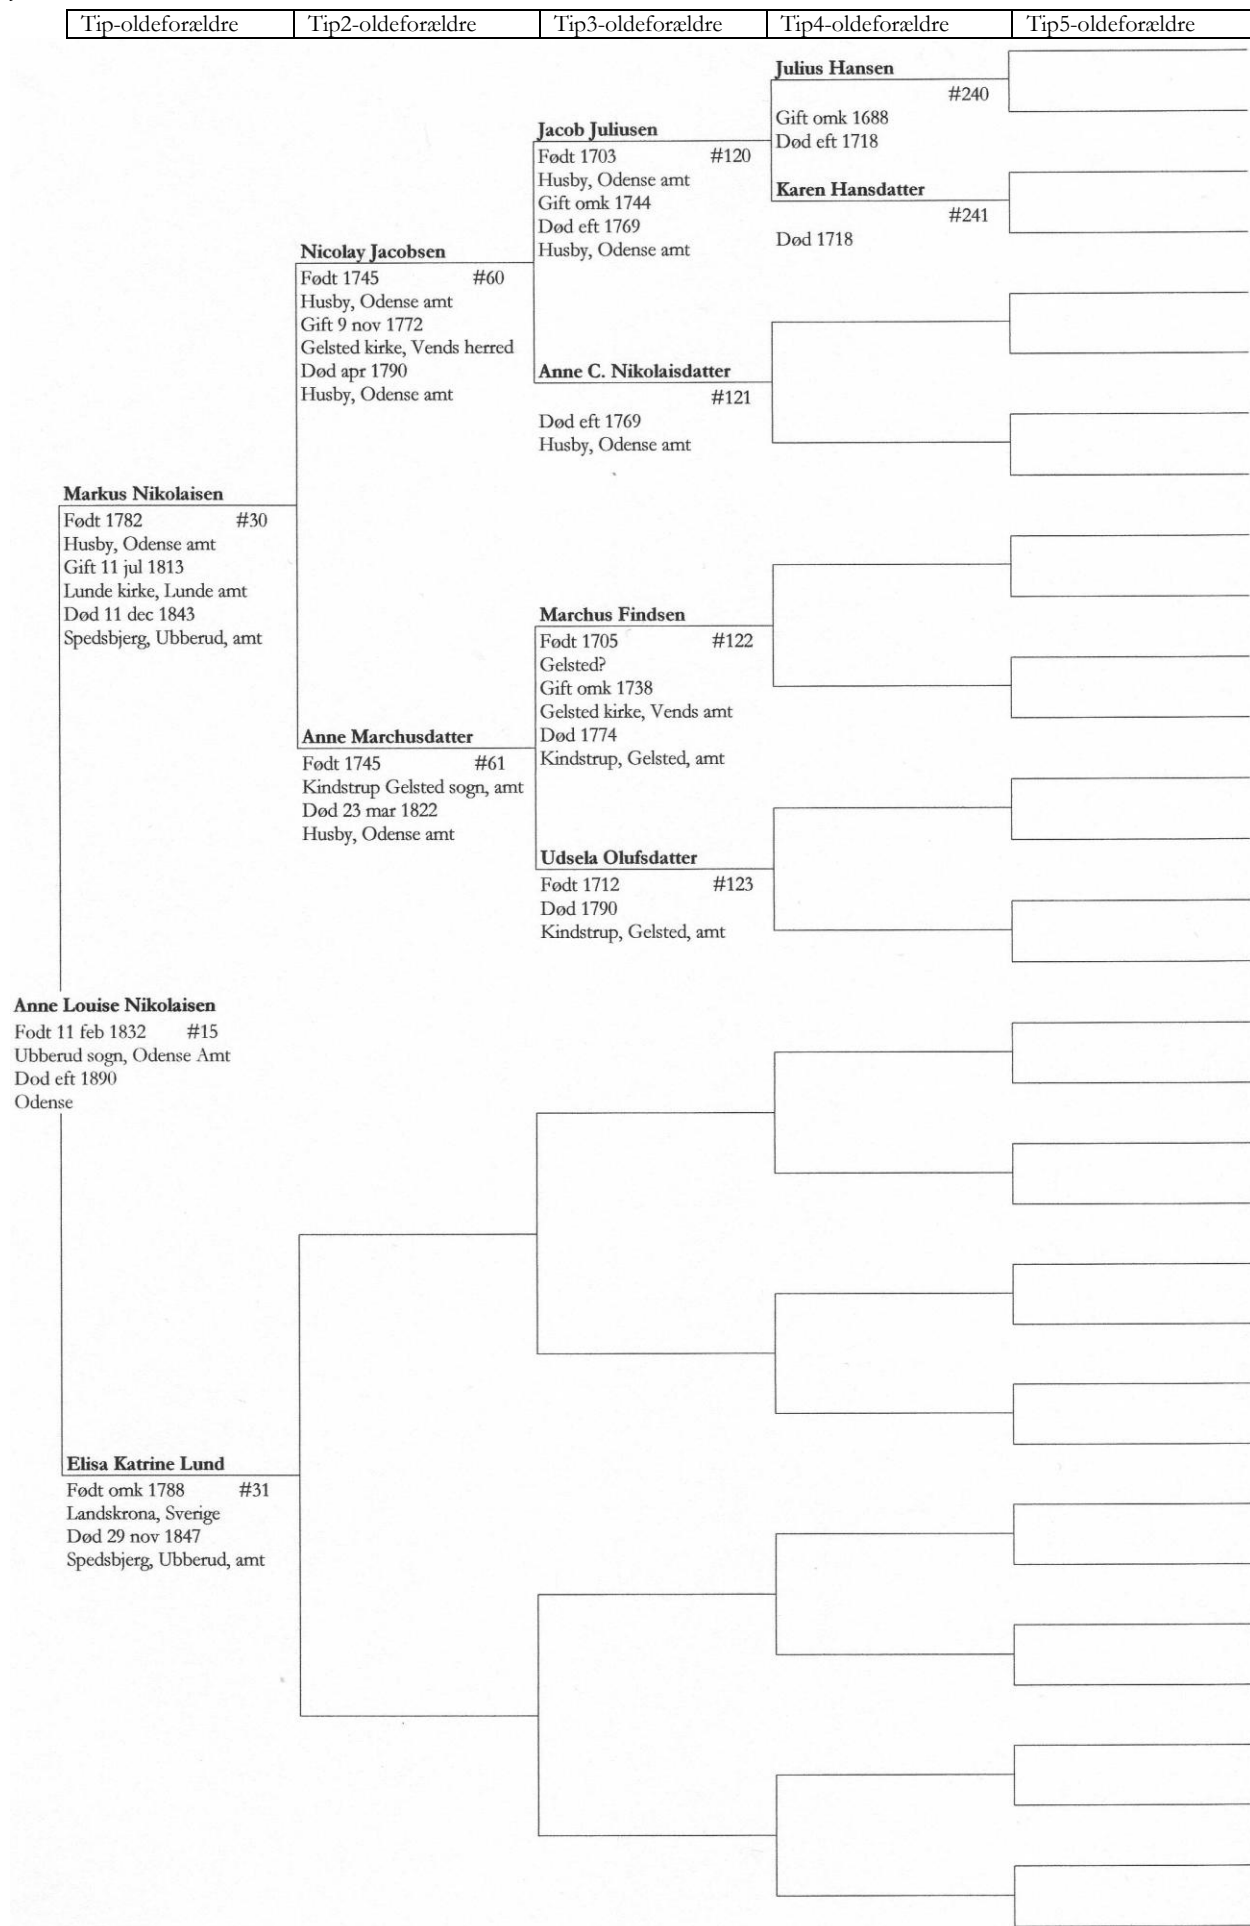 Tip-oldeforældre Tip2-oldeforældre Tip3-oldeforældre Tip4-oldeforældre Tip5-oldeforældre
Julius Hansen
#240
Gift omk 1688
Død eft 1718
Jacob Juliusen
Født 1703 #120
Husby, Odense amt
Gift omk 1744
Død eft 1769
Husby, Odense amt
Karen Hansdatter
#241
Død 1718
Nicolay Jacobsen
Født 1745 #60
Husby, Odense amt
Gift 9 nov 1772
Gelsted kirke, Vends herred
Død apr 1790
Husby, Odense amt
Anne C. Nikolaisdatter
#121
Død eft 1769
Husby, Odense amt
Markus Nikolaisen
Født 1782 #30
Husby, Odense amt
Gift 11 jul 1813
Lunde kirke, Lunde amt
Død 11 dec 1843
Spedsbjerg, Ubberud, amt
Marchus Findsen
Født 1705 #122
Gelsted?
Gift omk 1738
Gelsted kirke, Vends amt
Død 1774
Kindstrup, Gelsted, amt
Anne Marchusdatter
Født 1745 #61
Kindstrup Gelsted sogn, amt
Død 23 mar 1822
Husby, Odense amt
Udsela Olufsdatter
Født 1712 #123
Død 1790
Kindstrup, Gelsted, amt
Anne Louise Nikolaisen
Fodt 11 feb 1832 #15
Ubberud sogn, Odense Amt
Dod eft 1890
Odense
Elisa Katrine Lund
Født omk 1788 #31
Landskrona, Sverige
Død 29 nov 1847
Spedsbjerg, Ubberud, amt